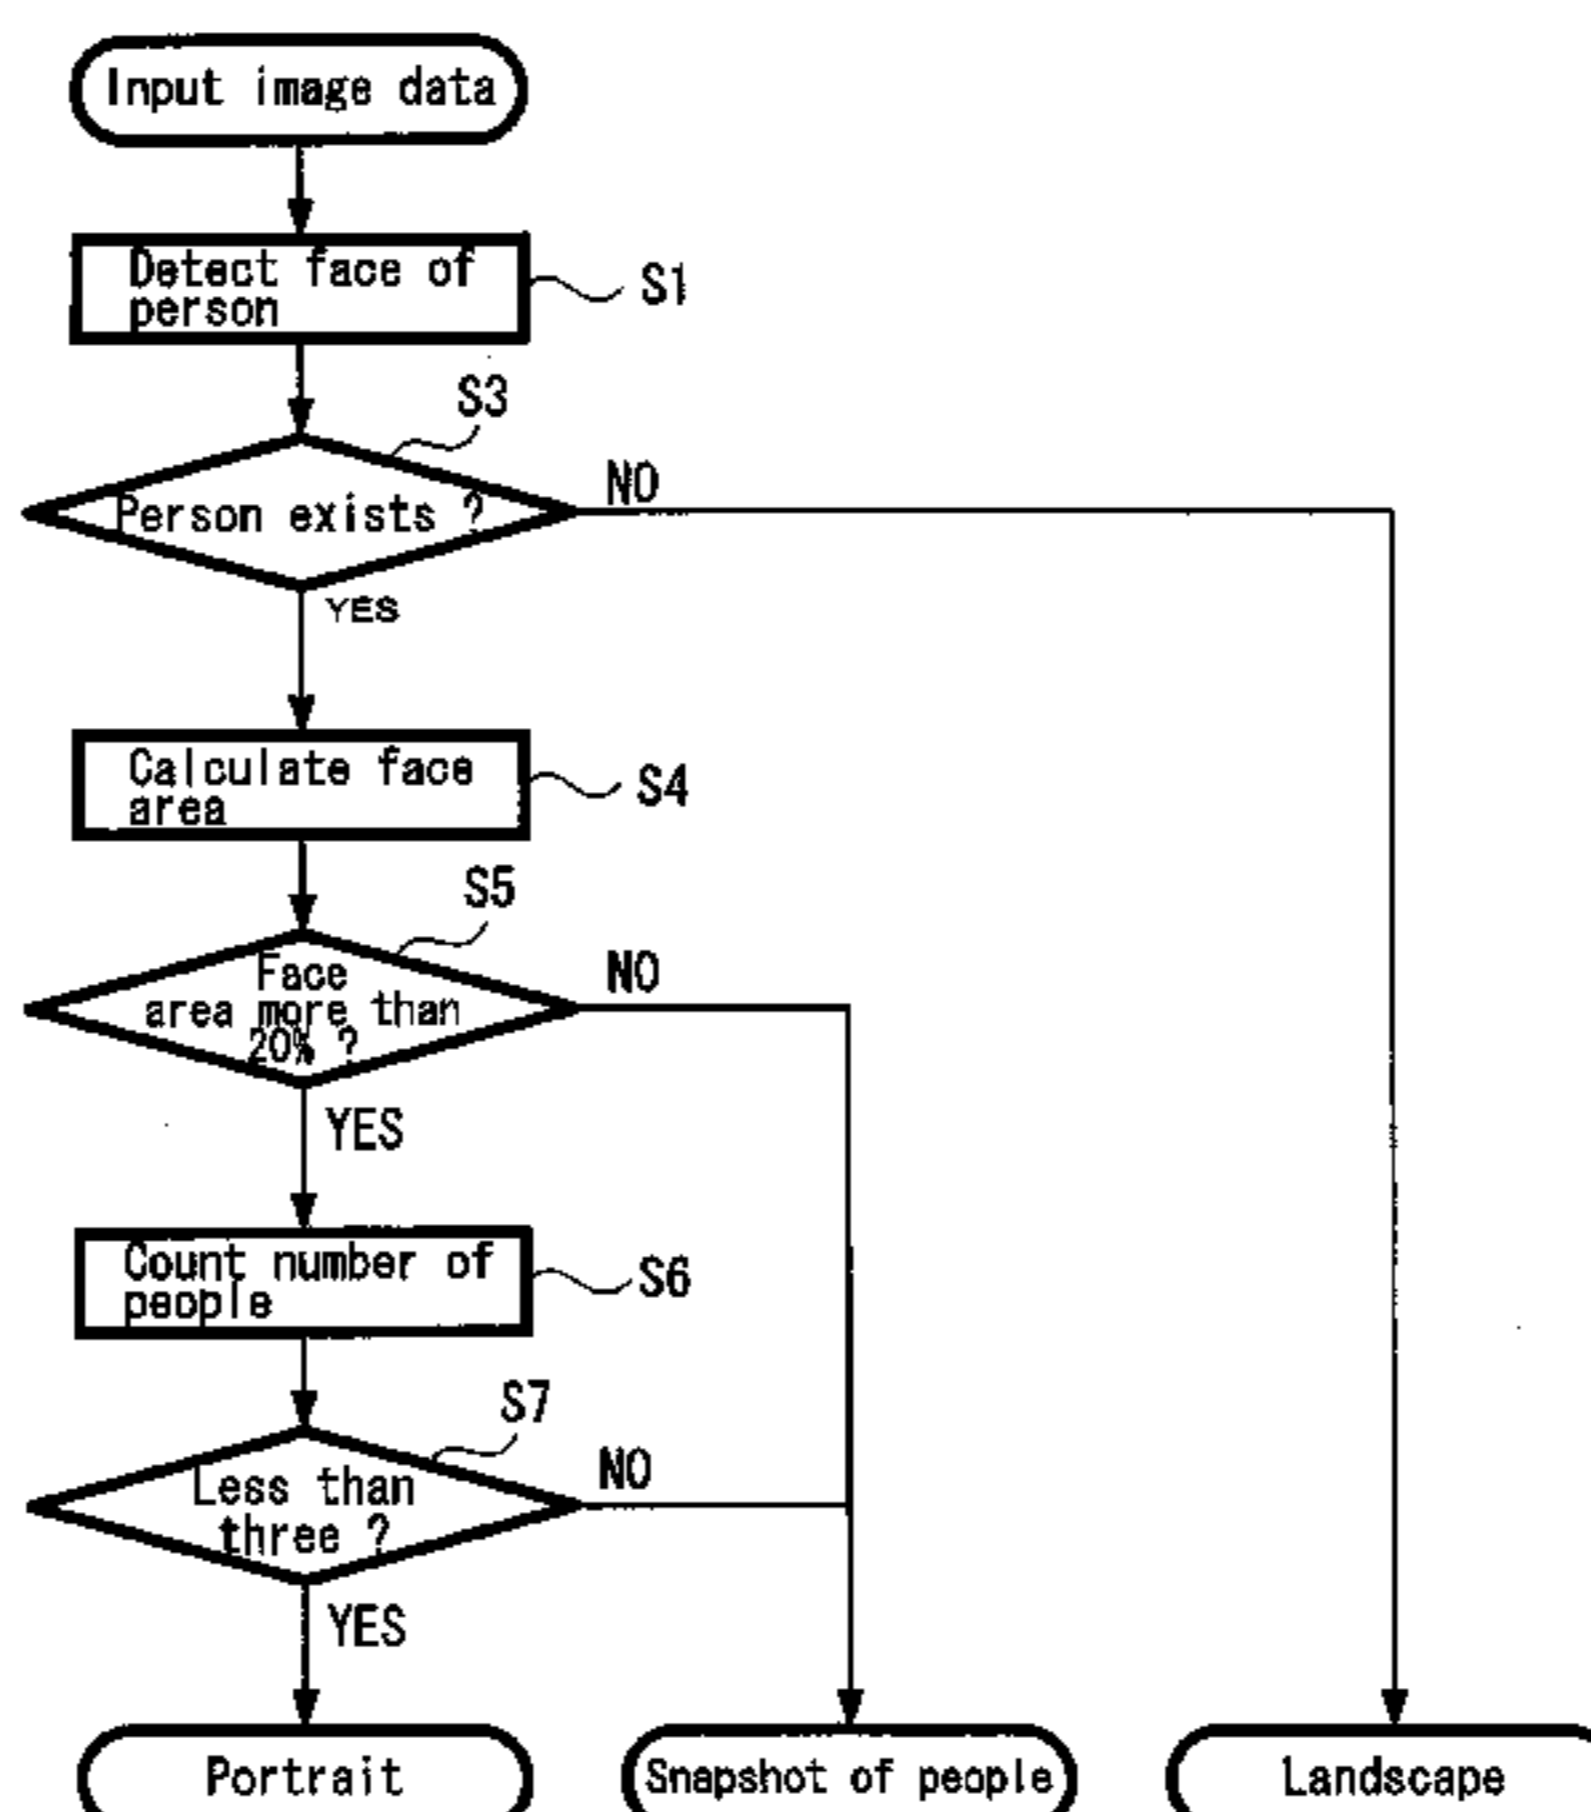 Input image data
Detect face of
person
S1
S3
Person exists ?
NO
YES
Calculate face
area
S4
S5
Face
area more than
20% ?
NO
YES
Count number of
people
S6
S7
Less than
three ?
NO
YES
Portrait
Snapshot of people
Landscape